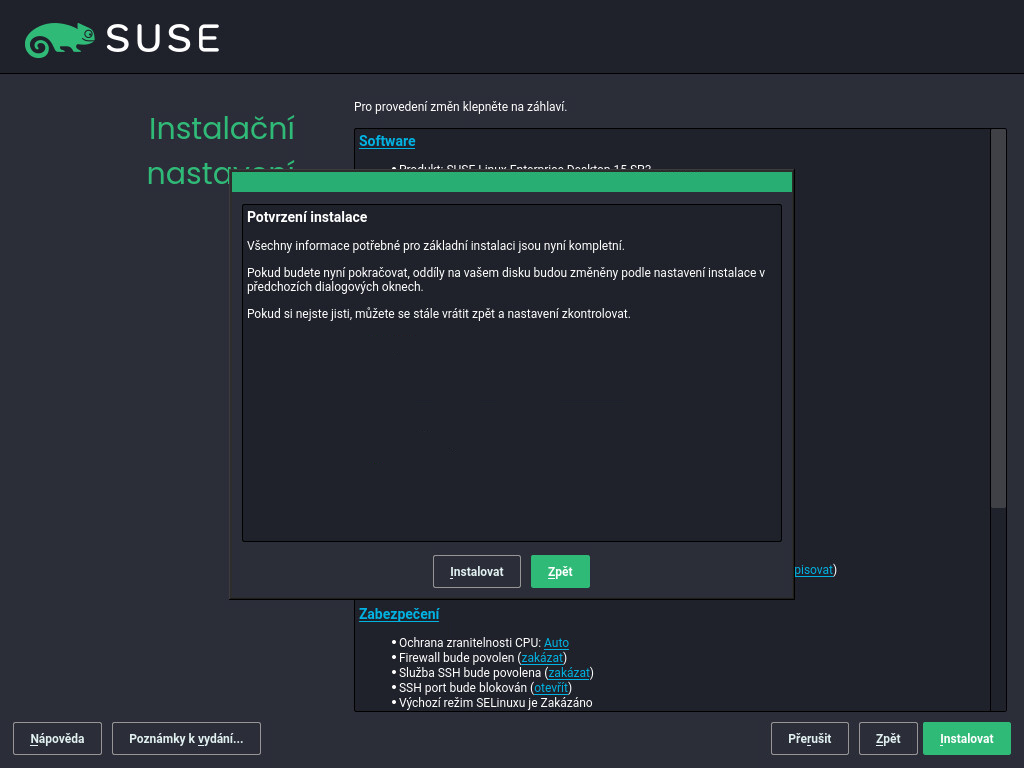 SUSE
Instalační
nastavení
Pro provedení změn klepněte na záhlaví.
Software
• Produkt: SUSE Linux Enterprise Desktop 15 SP2
Potvrzení instalace
Všechny informace potřebné pro základní instalaci jsou nyní kompletní.
Pokud budete nyní pokračovat, oddíly na vašem disku budou změněny podle nastavení instalace v
předchozích dialogových oknech.
Pokud si nejste jisti, můžete se stále vrátit zpět a nastavení zkontrolovat.
Instalovat
Zpět
pisovat)
Zabezpečení
• Ochrana zranitelnosti CPU: Auto
• Firewall bude povolen (zakázat)
• Služba SSH bude povolena (zakázat)
• SSH port bude blokován (otevřít)
• Výchozí režim SELinuxu je Zakázáno
Nápověda
Poznámky k vydání...
Přerušit
Zpět
Instalovat